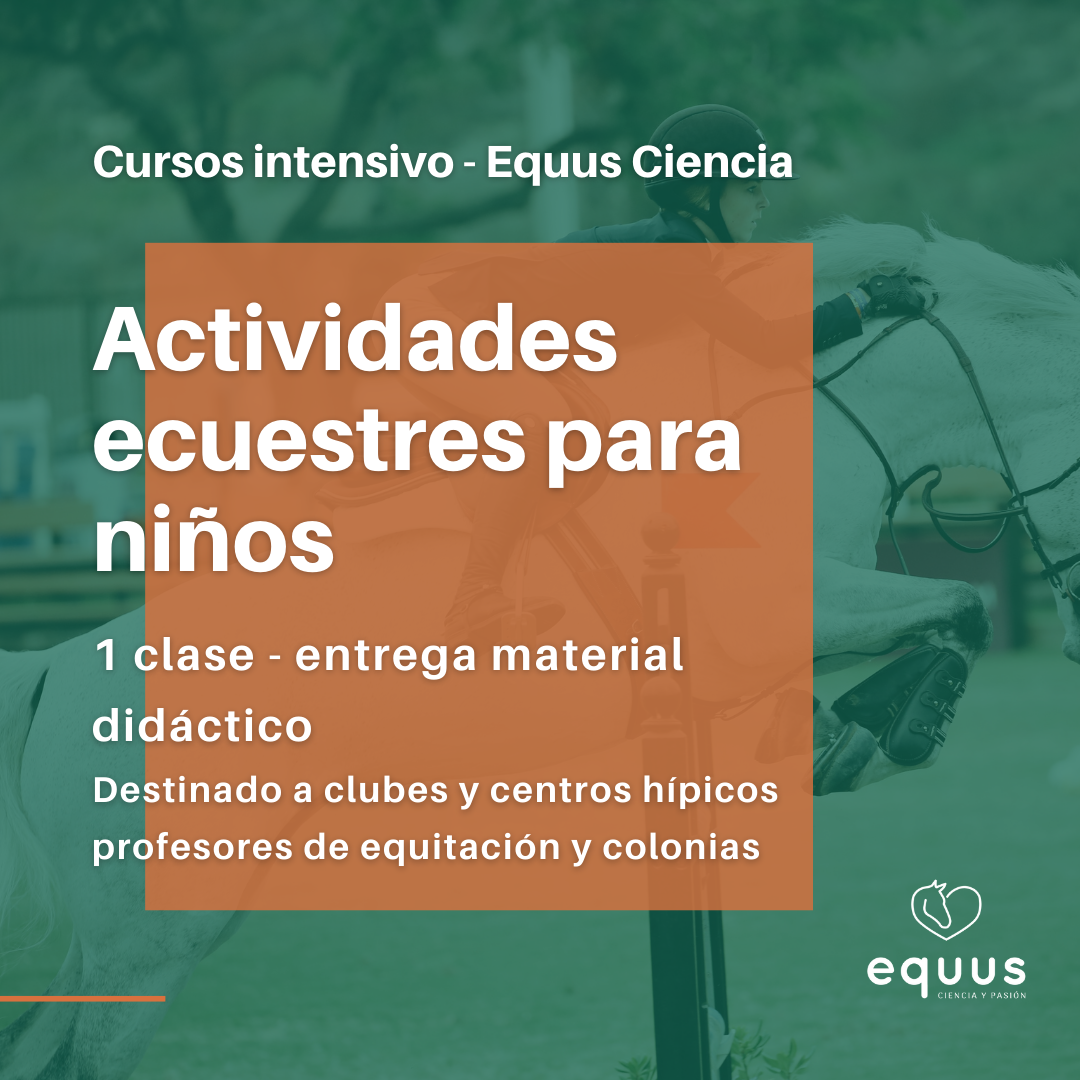 Cursos intensivo - Equus Ciencia
Actividades
ecuestres para
niños
1 clase - entrega material
didáctico
Destinado a clubes y centros hípicos
profesores de equitación y colonias
equus
CIENCIA Y PASIÓN